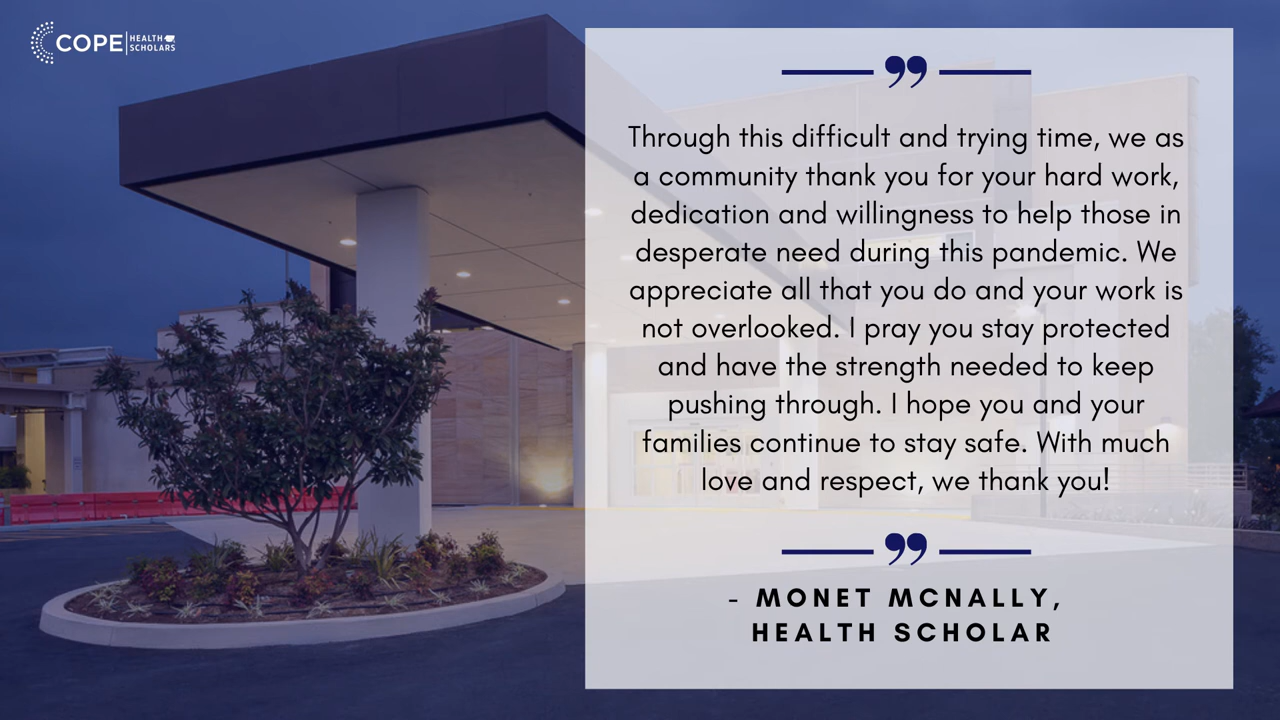 COPE HEALTH SCHOLARS
Through this difficult and trying time, we as
a community thank you for your hard work,
dedication and willingness to help those in
desperate need during this pandemic. We
appreciate all that you do and your work is
not overlooked. I pray you stay protected
and have the strength needed to keep
pushing through. I hope you and your
families continue to stay safe. With much
love and respect, we thank you!
- MONET MCNALLY,
HEALTH SCHOLAR